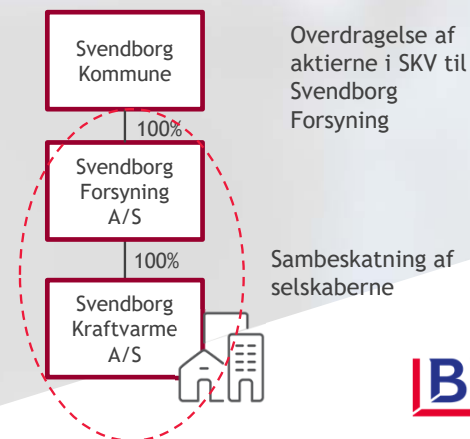 Svendborg
Kommune
Overdragelse af
aktierne i SKV til
Svendborg
Forsyning
100%
Svendborg
Forsyning
A/S
100%
Sambeskatning af
selskaberne
Svendborg
Kraftvarme
A/S
B